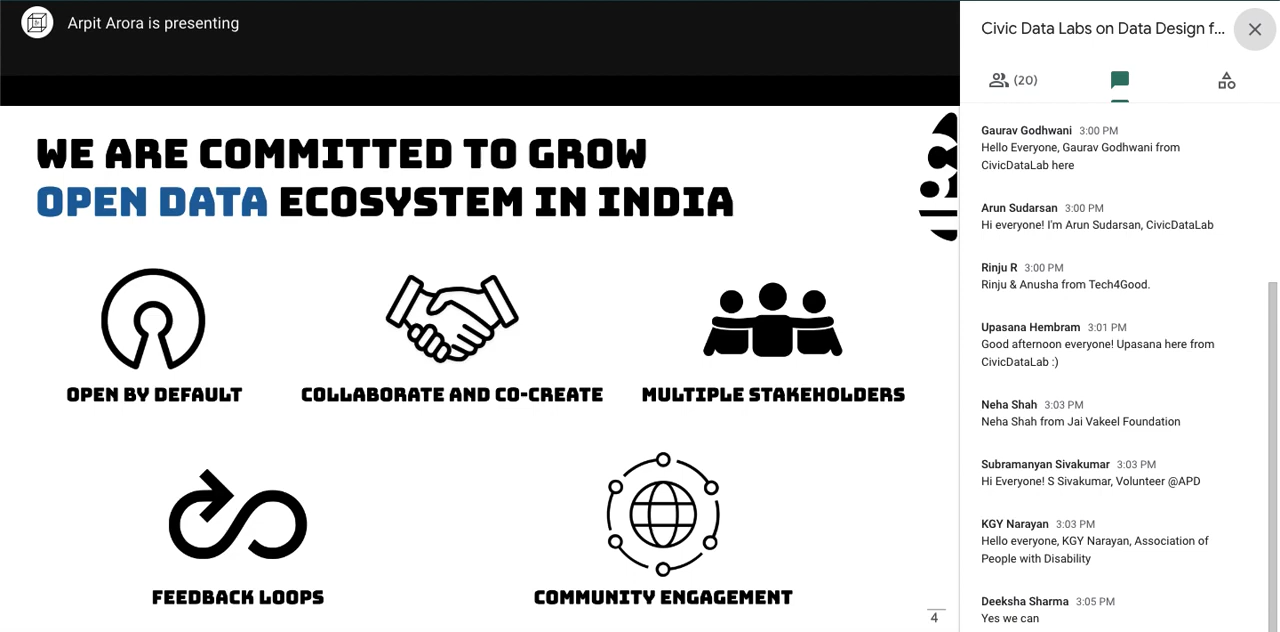 Arpit Arora is presenting
WE ARE COMMITTED TO GROW
OPEN DATA ECOSYSTEM IN INDIA
OPEN BY DEFAULT
COLLABORATE AND CO-CREATE
MULTIPLE STAKEHOLDERS
FEEDBACK LOOPS
COMMUNITY ENGAGEMENT
4
Civic Data Labs on Data Design f...
(20)
Gaurav Godhwani 3:00 PM
Hello Everyone, Gaurav Godhwani from
CivicDataLab here
Arun Sudarsan 3:00 PM
Hi everyone! I'm Arun Sudarsan, CivicDataLab
Rinju R 3:00 PM
Rinju & Anusha from Tech4Good.
Upasana Hembram 3:01 PM
Good afternoon everyone! Upasana here from
CivicDataLab :)
Neha Shah 3:03 PM
Neha Shah from Jai Vakeel Foundation
Subramanyan Sivakumar 3:03 PM
Hi Everyone! S Sivakumar, Volunteer @APD
KGY Narayan 3:03 PM
Hello everyone, KGY Narayan, Association of
People with Disability
Deeksha Sharma 3:05 PM
Yes we can